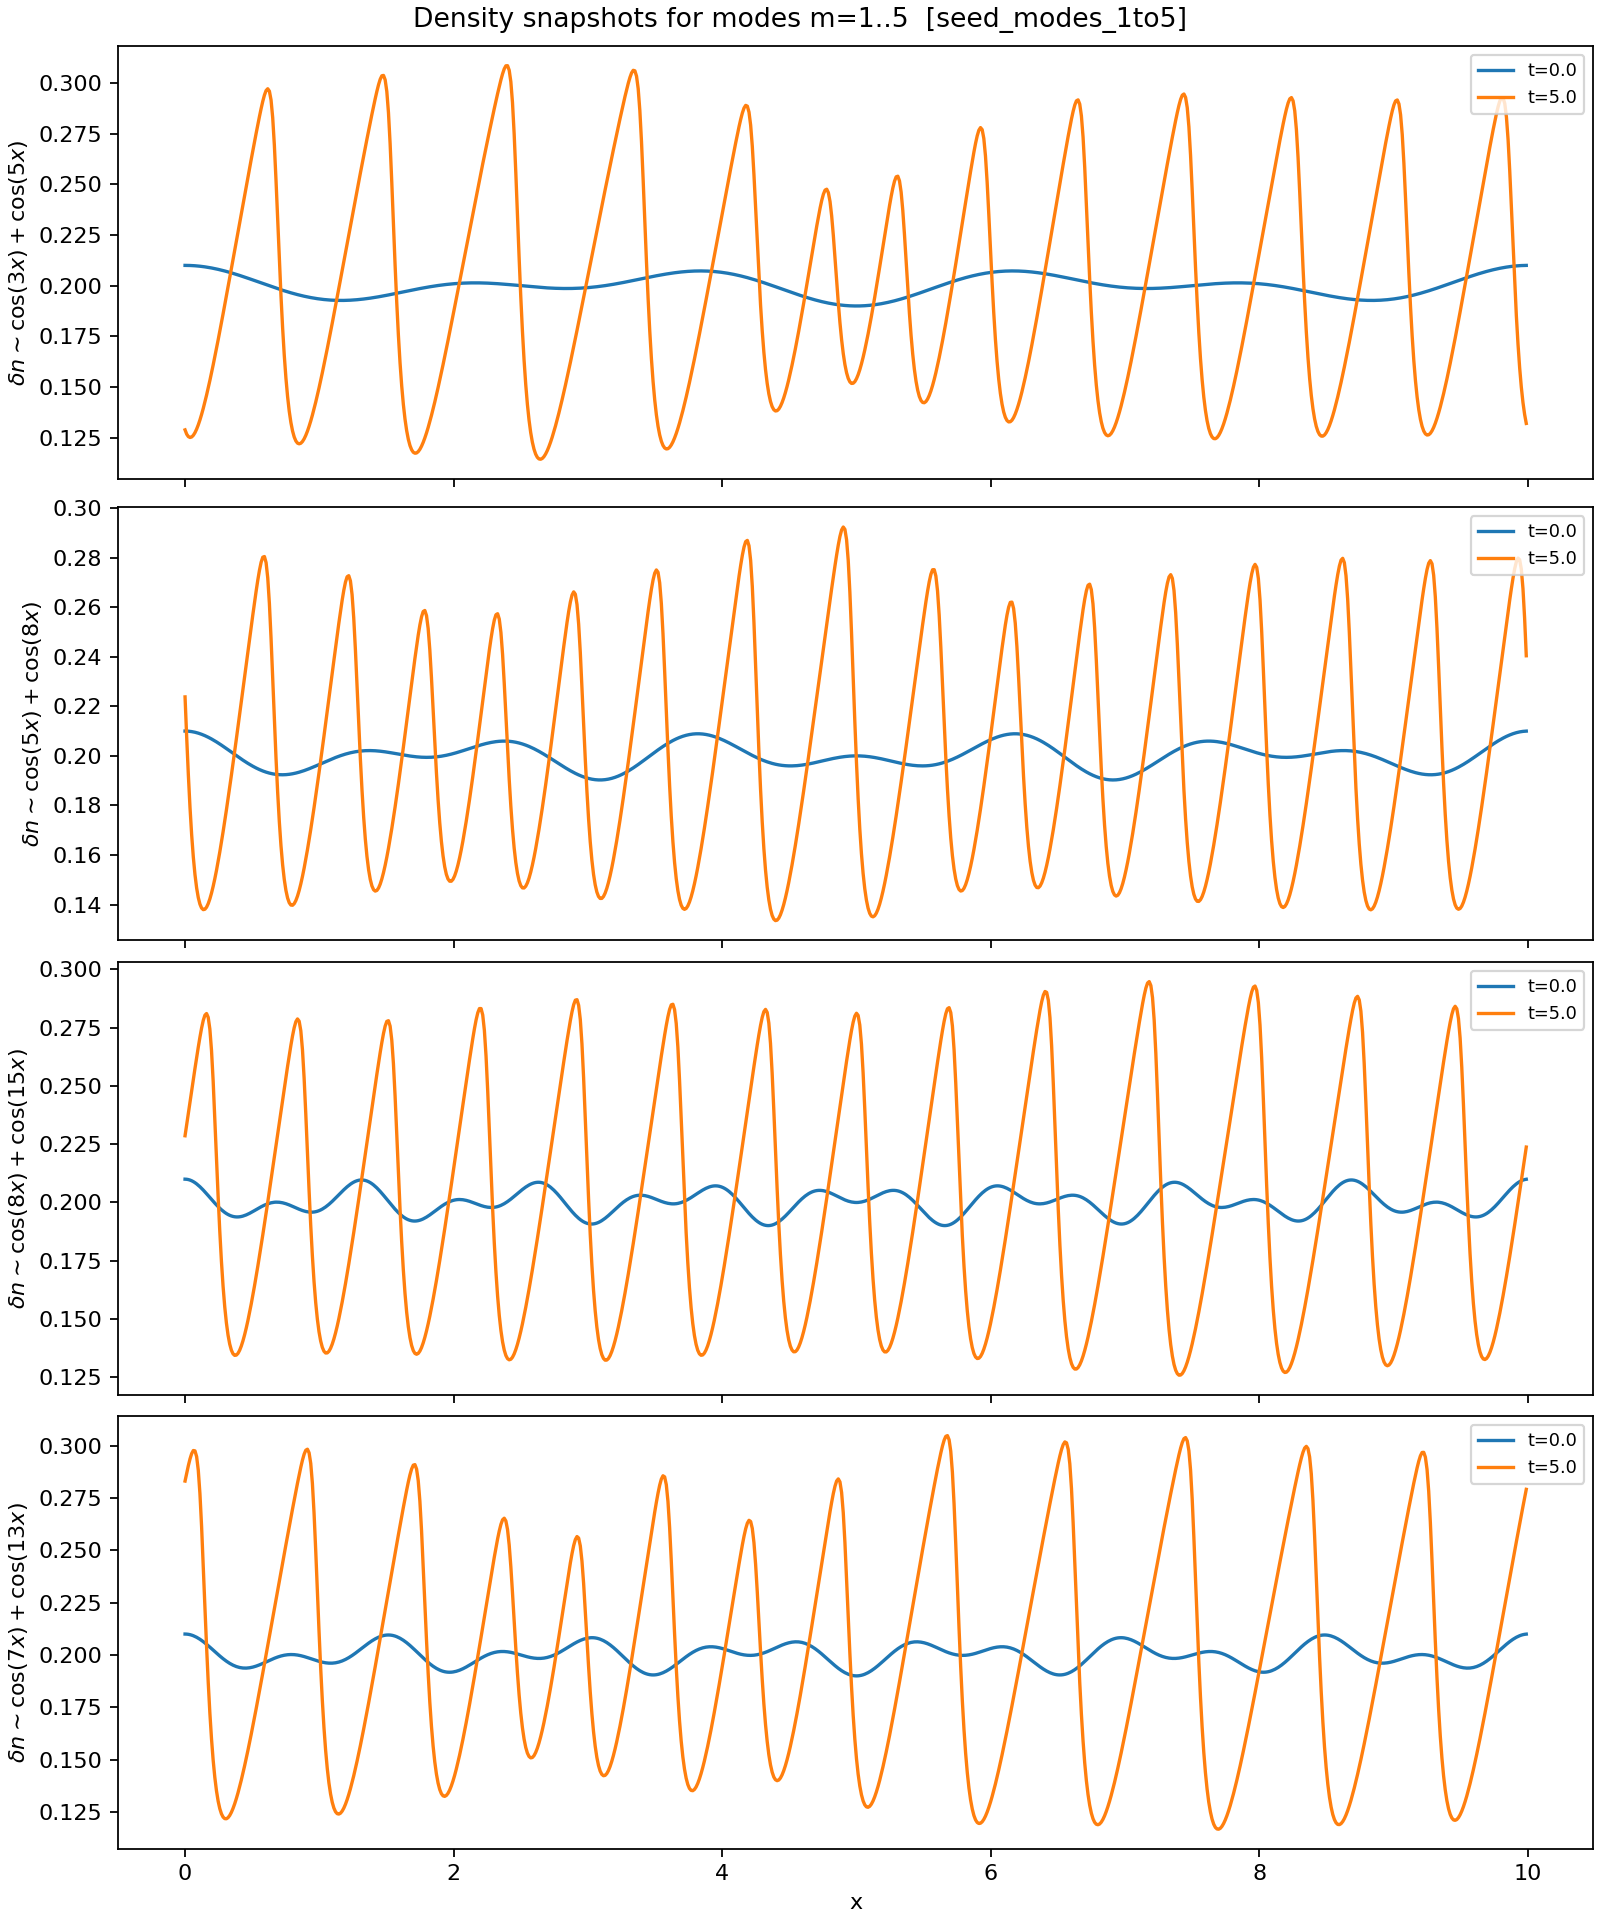 Density snapshots for modes m=1..5 [seed_modes_1to5]
δn ~ cos(3x) + cos(5x)
0.300
0.275
0.250
0.225
0.200
0.175
0.150
0.125
t=0.0
t=5.0
δn ~ cos(5x) + cos(8x)
0.30
0.28
0.26
0.24
0.22
0.20
0.18
0.16
0.14
t=0.0
t=5.0
δn ~ cos(8x) + cos(15x)
0.300
0.275
0.250
0.225
0.200
0.175
0.150
0.125
t=0.0
t=5.0
δn ~ cos(7x) + cos(13x)
0.300
0.275
0.250
0.225
0.200
0.175
0.150
0.125
t=0.0
t=5.0
0 2 4 6 8 10
x